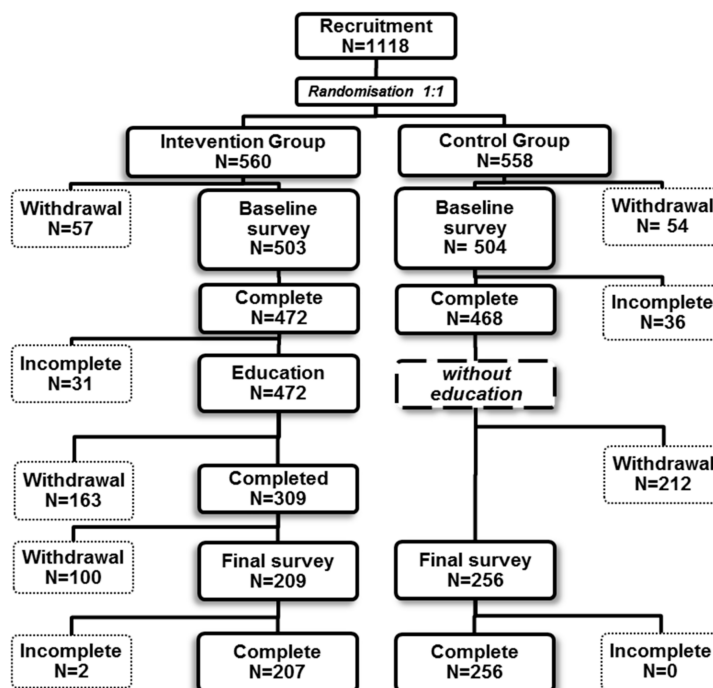 Recruitment
N=1118
Randomisation 1:1
Intevention Group
N=560
Control Group
N=558
Withdrawal
N=57
Baseline
survey
N=503
Baseline
survey
N= 504
Withdrawal
N= 54
Complete
N=472
Complete
N=468
Incomplete
N=36
Incomplete
N=31
Education
N=472
without
education
Withdrawal
N=163
Completed
N=309
Withdrawal
N=212
Withdrawal
N=100
Final survey
N=209
Final survey
N=256
Incomplete
N=2
Complete
N=207
Complete
N=256
Incomplete
N=0